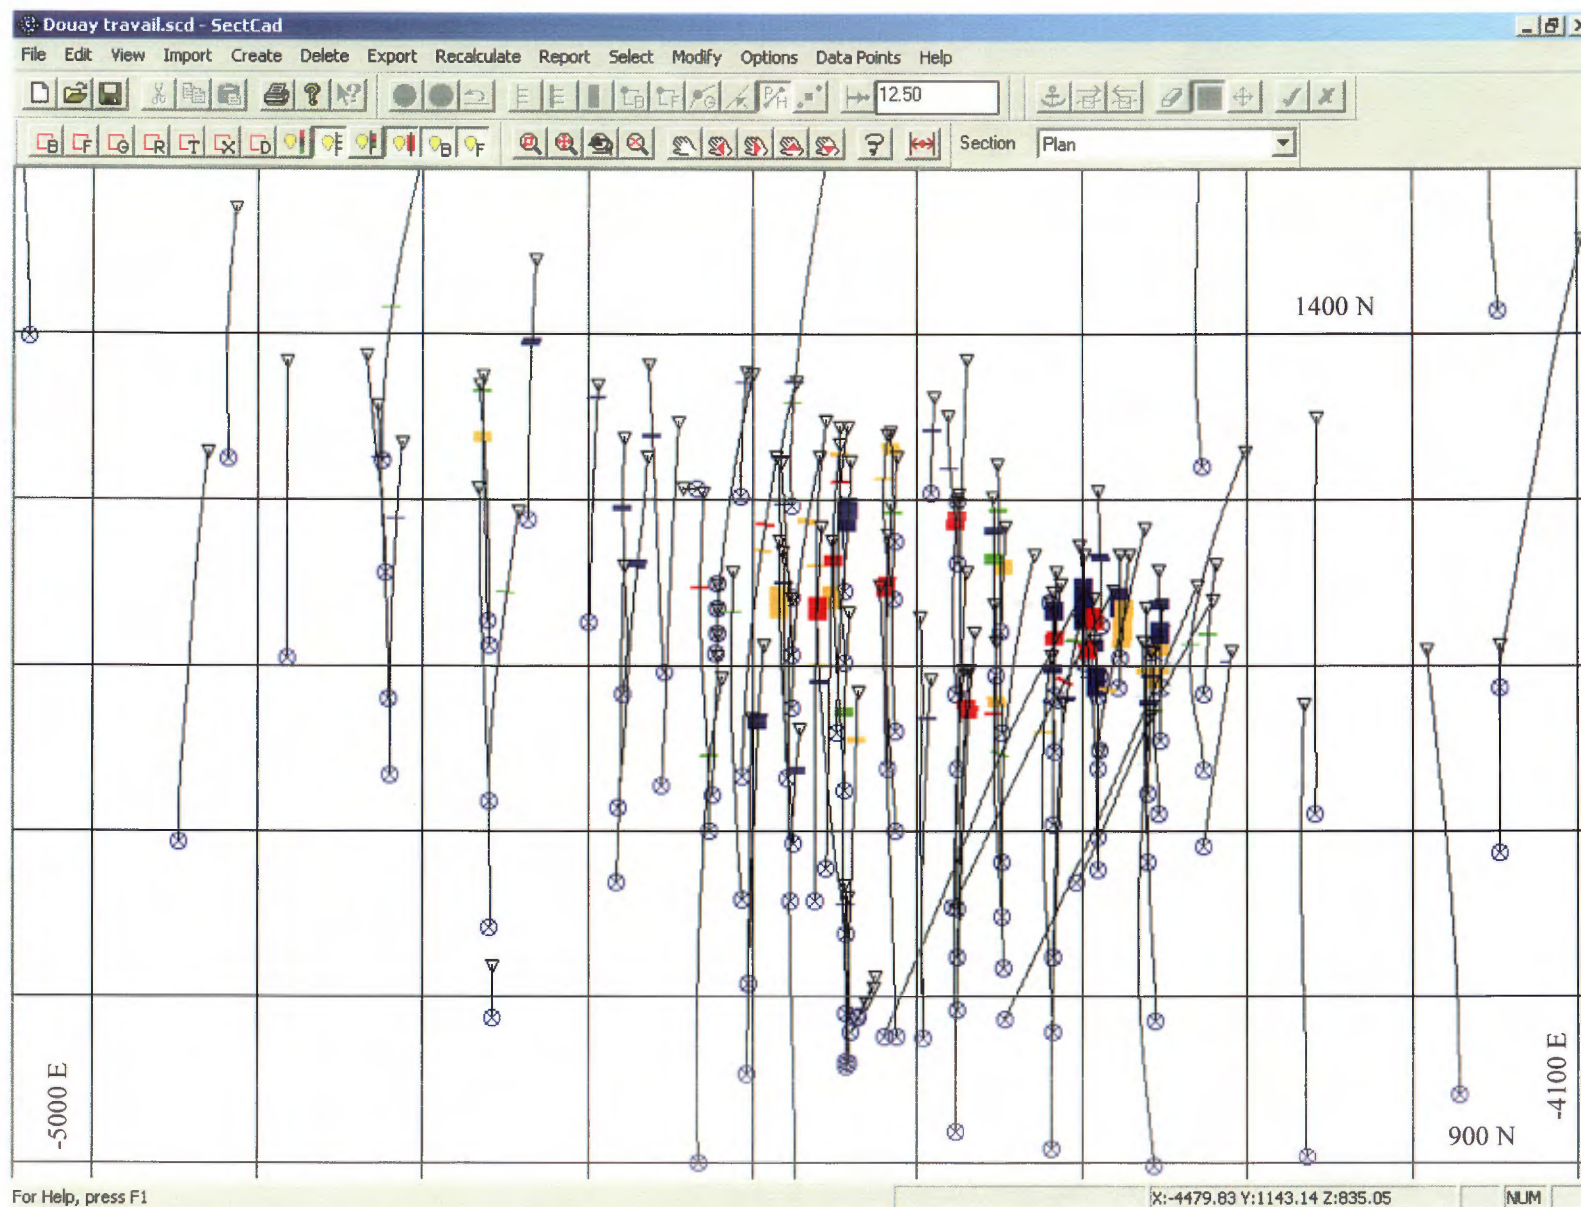 Douay travail.scd - SectCad
File Edit View Import Create Delete Export Recalculate Report Select Modify Options Data Points Help
12.50
B F G R T X D B F Section Plan
1400 N
-5000 E
-4100 E
900 N
For Help, press F1 X:-4479.83 Y:1143.14 Z:835.05 NUM